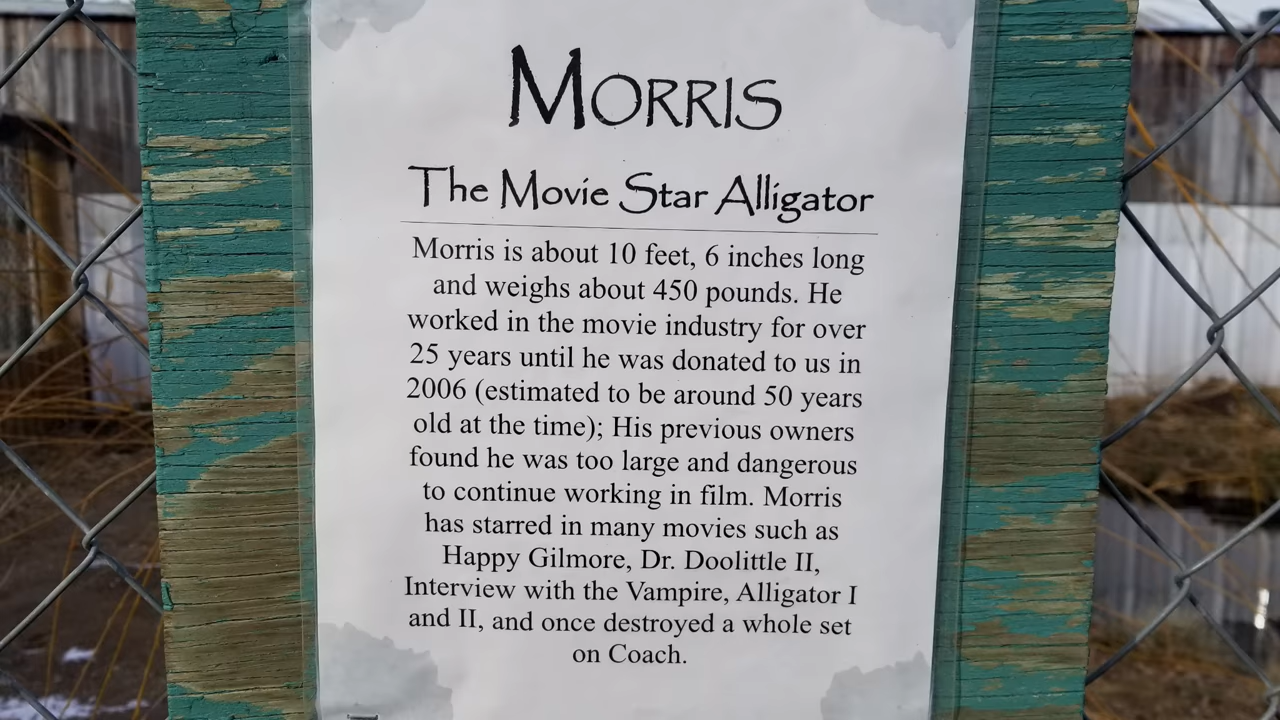 MORRIS
The Movie Star Alligator
Morris is about 10 feet, 6 inches long
and weighs about 450 pounds. He
worked in the movie industry for over
25 years until he was donated to us in
2006 (estimated to be around 50 years
old at the time); His previous owners
found he was too large and dangerous
to continue working in film. Morris
has starred in many movies such as
Happy Gilmore, Dr. Doolittle II,
Interview with the Vampire, Alligator I
and II, and once destroyed a whole set
on Coach.